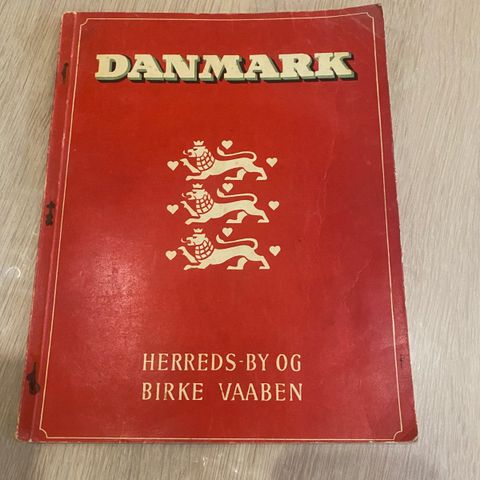 DANMARK
HERREDS-BY OG
BIRKE VAABEN